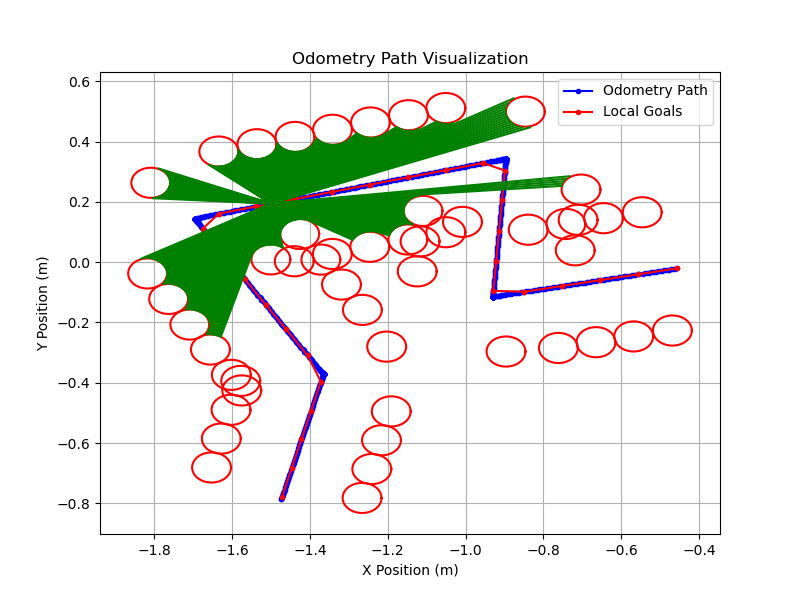 Odometry Path Visualization
Odometry Path
Local Goals
Y Position (m)
0.6
0.4
0.2
0.0
−0.2
−0.4
−0.6
−0.8
−1.8 −1.6 −1.4 −1.2 −1.0 −0.8 −0.6 −0.4
X Position (m)